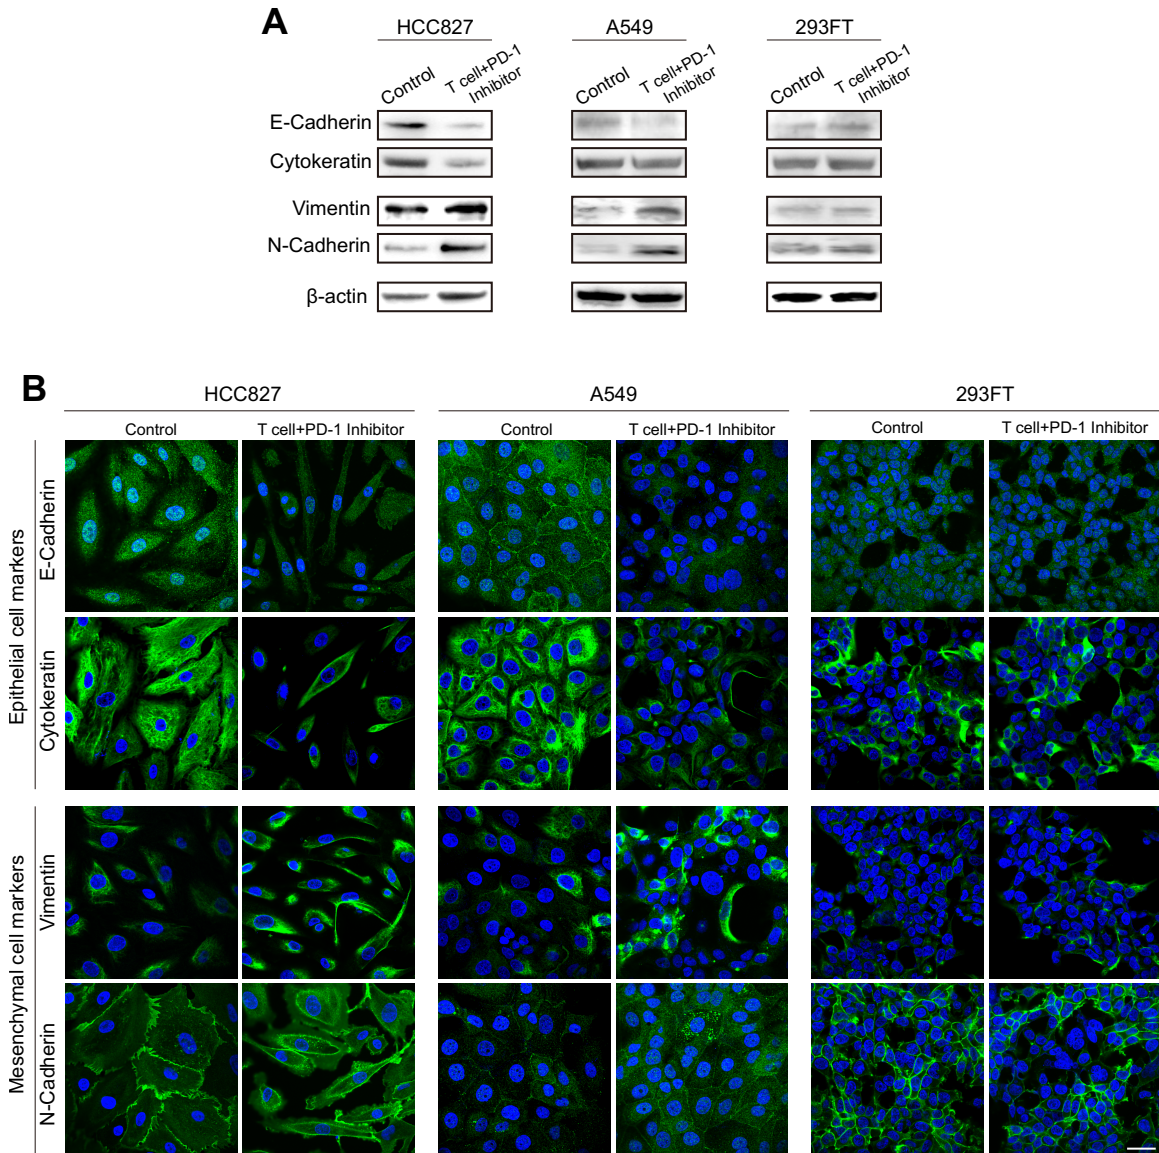 A
HCC827
A549
293FT
Control
T cell+PD-1
Inhibitor
Control
T cell+PD-1
Inhibitor
Control
T cell+PD-1
Inhibitor
E-Cadherin
Cytokeratin
Vimentin
N-Cadherin
β-actin
B
HCC827
A549
293FT
Control
T cell+PD-1 Inhibitor
Control
T cell+PD-1 Inhibitor
Control
T cell+PD-1 Inhibitor
Epithelial cell markers
E-Cadherin
Cytokeratin
Mesenchymal cell markers
Vimentin
N-Cadherin